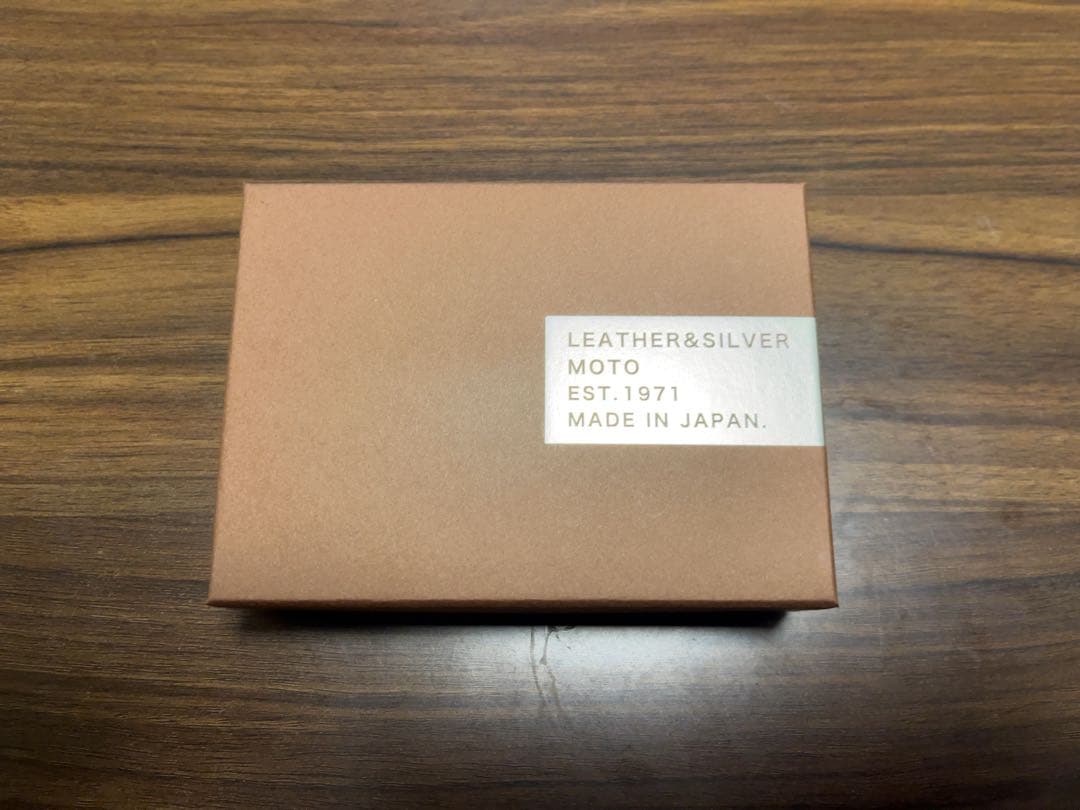 LEATHER&SILVER
MOTO
EST.1971
MADE IN JAPAN.